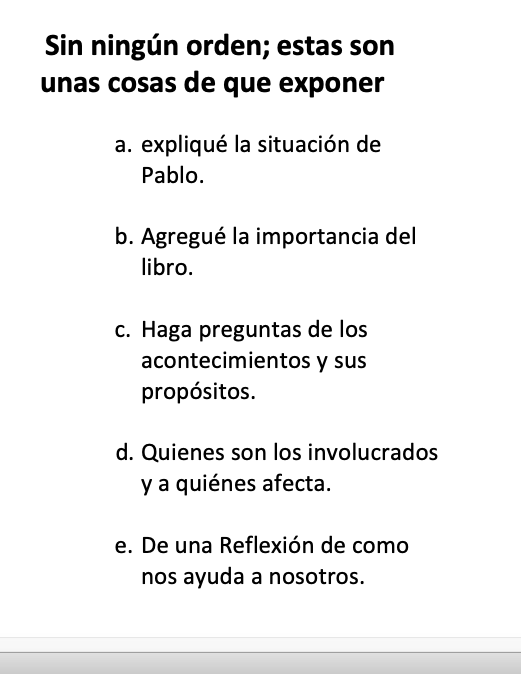 Sin ningún orden; estas son
unas cosas de que exponer
a. expliqué la situación de
Pablo.
b. Agregué la importancia del
libro.
c. Haga preguntas de los
acontecimientos y sus
propósitos.
d. Quienes son los involucrados
y a quiénes afecta.
e. De una Reflexión de como
nos ayuda a nosotros.